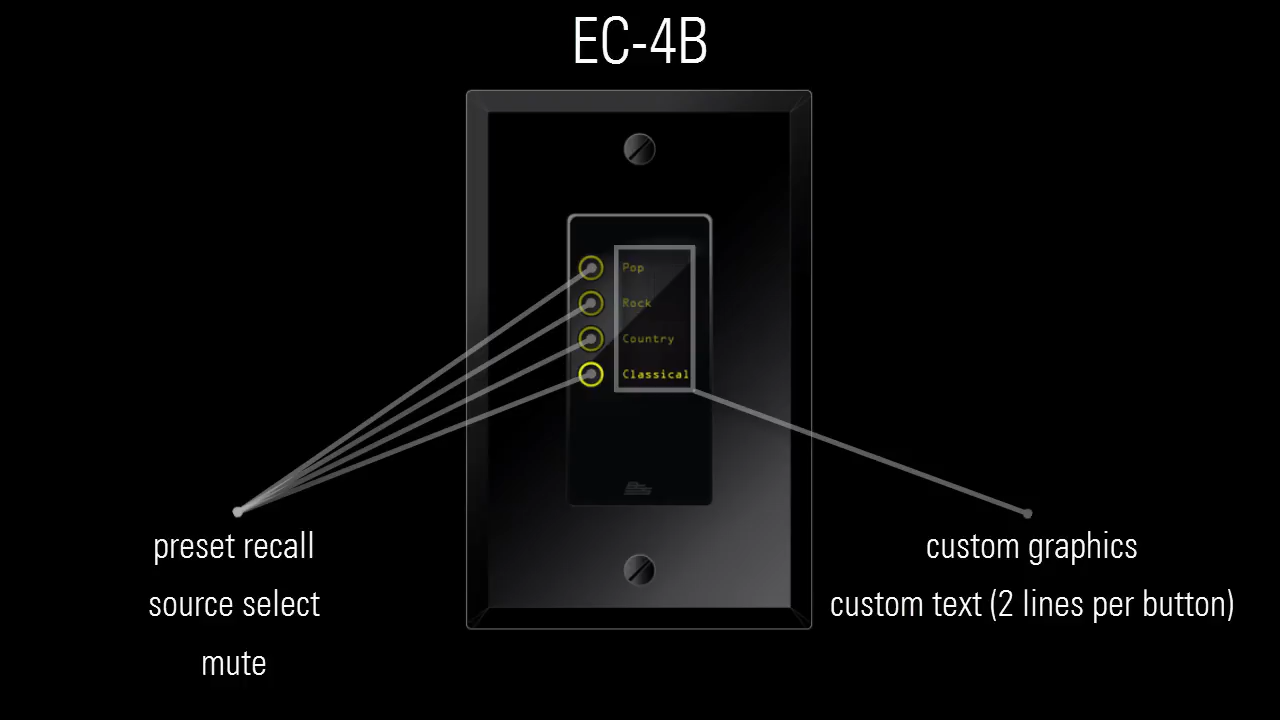 EC-4B
Pop
Rock
Country
Classical
preset recall
source select
mute
custom graphics
custom text (2 lines per button)